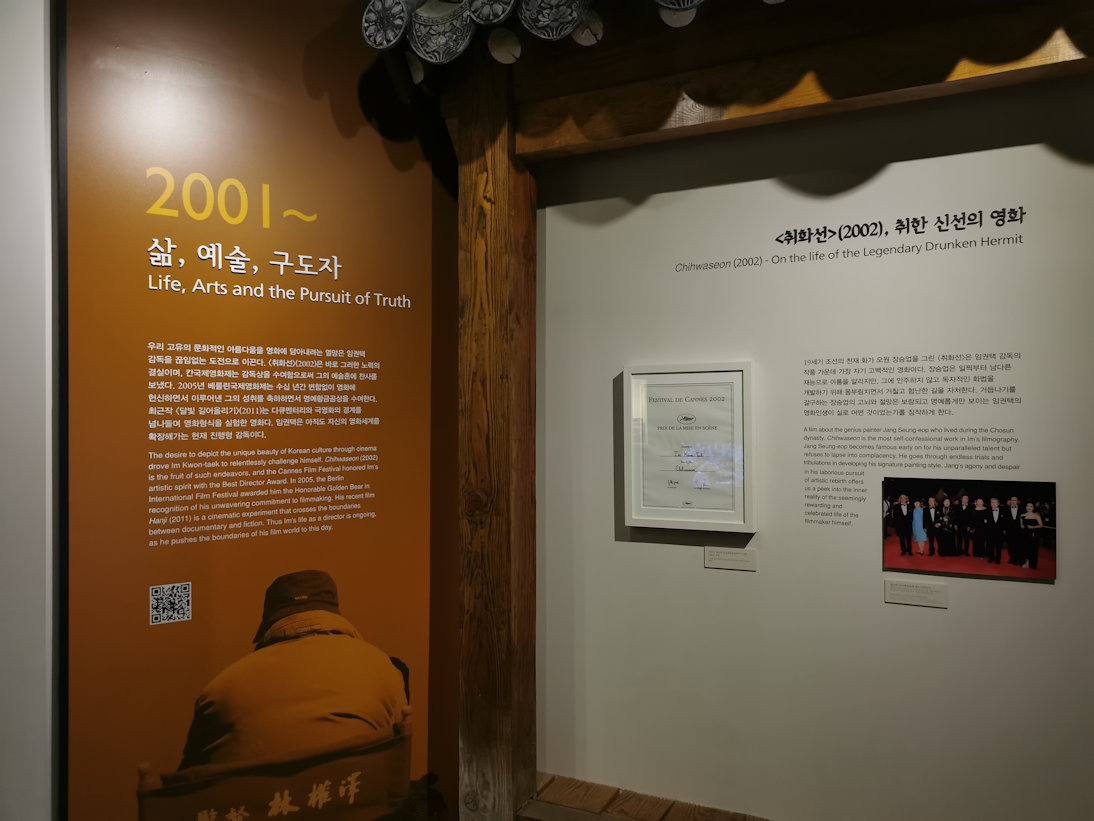 2001~
삶, 예술, 구도자
Life, Arts and the Pursuit of Truth
우리 고유의 문화적인 아름다움을 영화에 담아내려는 열망은 임권택
감독을 끊임없는 도전으로 이끈다. <취화선>(2002)은 바로 그러한 노력의
결실이며, 칸국제영화제는 감독상을 수여함으로써 그의 예술혼에 찬사를
보냈다. 2005년 베를린국제영화제는 수십 년간 변함없이 영화에
헌신하면서 이루어낸 그의 성취를 축하하면서 명예황금곰상을 수여한다.
최근작 <달빛 길어올리기>(2011)는 다큐멘터리와 극영화의 경계를
넘나들며 영화형식을 실험한 영화다. 임권택은 아직도 자신의 영화세계를
확장해가는 현재 진행형 감독이다.
The desire to depict the unique beauty of Korean culture through cinema
drove Im Kwon-taek to relentlessly challenge himself. Chihwaseon (2002)
is the fruit of such endeavors, and the Cannes Film Festival honored Im's
artistic spirit with the Best Director Award. In 2005, the Berlin
International Film Festival awarded him the Honorable Golden Bear in
recognition of his unwavering commitment to filmmaking. His recent film
Hanji (2011) is a cinematic experiment that crosses the boundaries
between documentary and fiction. Thus Im's life as a director is ongoing,
as he pushes the boundaries of his film world to this day.
監督 林權澤
<취화선>(2002), 취한 신선의 영화
Chihwaseon (2002) - On the life of the Legendary Drunken Hermit
FESTIVAL DE CANNES 2002
PRIX DE LA MISE EN SCÈNE
19세기 조선의 천재 화가 오원 장승업을 그린 <취화선>은 임권택 감독의
작품 가운데 가장 자기 고백적인 영화이다. 장승업은 일찍부터 남다른
재능으로 이름을 알리지만, 그에 안주하지 않고 독자적인 화법을
개발하기 위해 몸부림치면서 거칠고 험난한 길을 자처한다. 거듭나기를
갈구하는 장승업의 고뇌와 절망은 보람되고 명예롭게만 보이는 임권택의
영화인생이 실로 어떤 것이었는가를 짐작하게 한다.
A film about the genius painter Jang Seung-eop who lived during the Chosun
dynasty, Chihwaseon is the most self-confessional work in Im's filmography.
Jang Seung-eop becomes famous early on for his unparalleled talent but
refuses to lapse into complacency. He goes through endless trials and
tribulations in developing his signature painting style. Jang's agony and despair
in his laborious pursuit
of artistic rebirth offers
us a peek into the inner
reality of the seemingly
rewarding and
celebrated life of the
filmmaker himself.